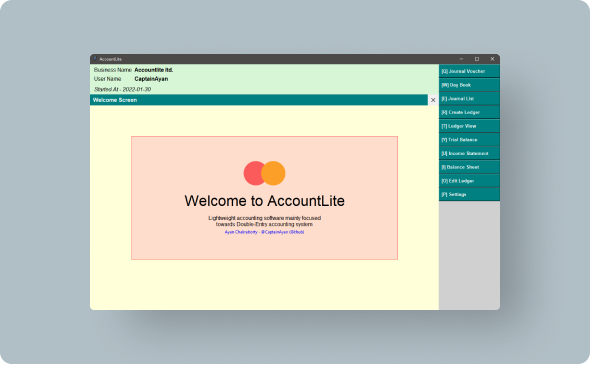 AccountLite
Business Name Accountlite ltd.
User Name CaptainAyan
Started At - 2022-01-30
Welcome Screen
Welcome to AccountLite
Lightweight accounting software mainly focused
towards Double-Entry accounting system
Ayan Chakraborty - @CaptainAyan (Github)
[Q] Journal Voucher
[W] Day Book
[E] Journal List
[R] Create Ledger
[T] Ledger View
[Y] Trial Balance
[U] Income Statement
[I] Balance Sheet
[O] Edit Ledger
[P] Settings